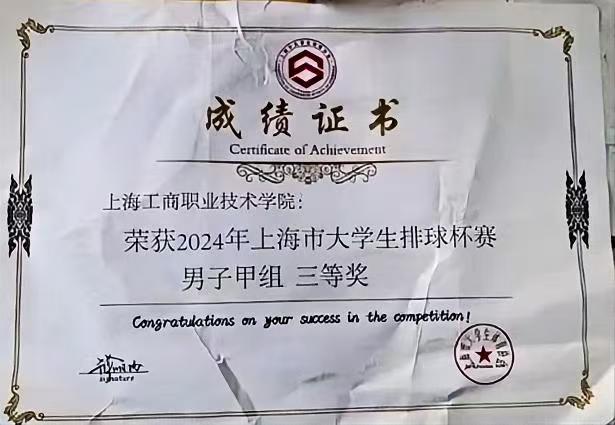 成绩证书
Certificate of Achievement
上海工商职业技术学院:
荣获2024年上海市大学生排球杯赛
男子甲组 三等奖
Congratulations on your success in the competition!
signature